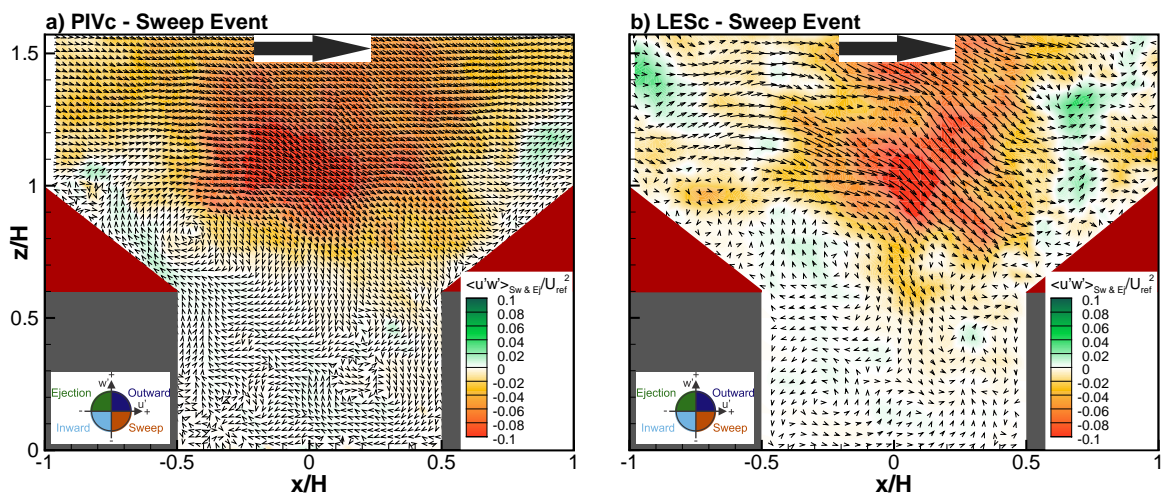 a) PIVc - Sweep Event
1.5
1
0.5
0
z/H
-1
-0.5
0
0.5
1
x/H
<u'w'>Sw & Ej/Uref²
0.1
0.08
0.06
0.04
0.02
0
-0.02
-0.04
-0.06
-0.08
-0.1
w'
+
Ejection
Outward
-
u'
+
Inward
Sweep
-
b) LESc - Sweep Event
-1
-0.5
0
0.5
1
x/H
<u'w'>Sw & Ej/Uref²
0.1
0.08
0.06
0.04
0.02
0
-0.02
-0.04
-0.06
-0.08
-0.1
w'
+
Ejection
Outward
-
u'
+
Inward
Sweep
-